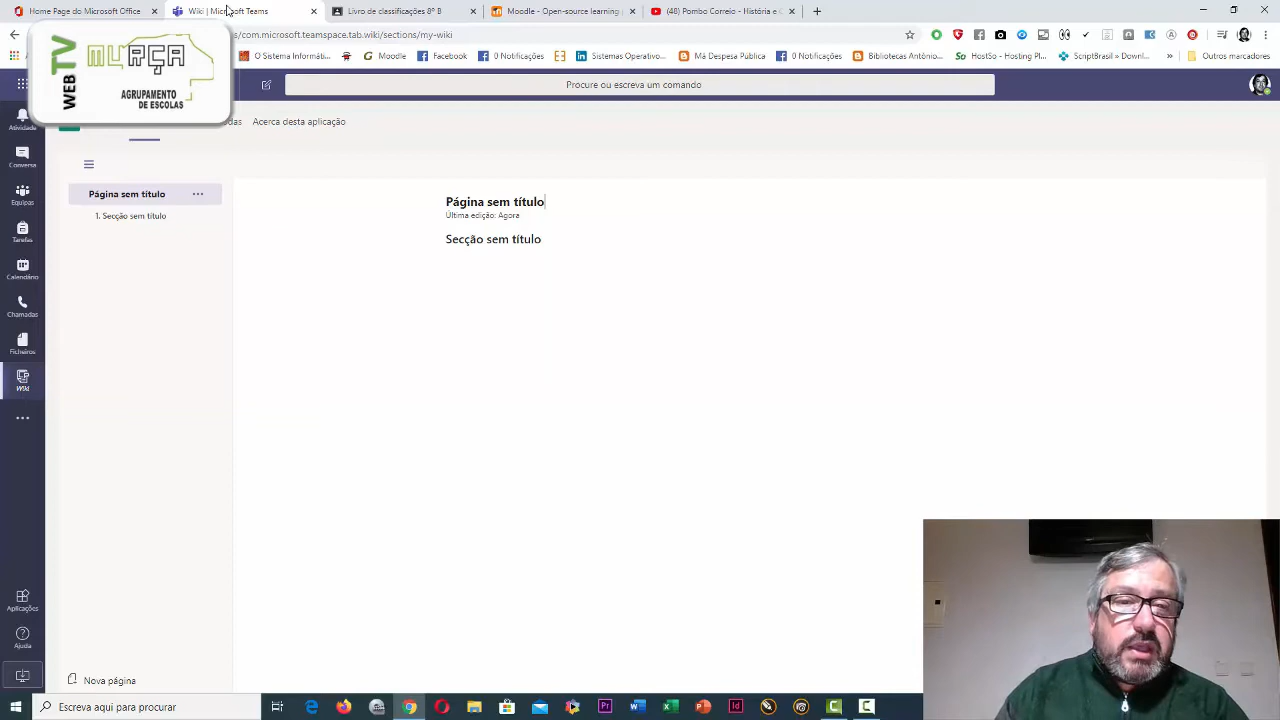 Home Page do Microsoft Office
Wiki | Microsoft Teams
Livro de classificações 8º B
Moodle - Open-source learning
(48) Pombo Correio - História e
/com.microsoft.teamspace.tab.wiki/sections/my-wiki
O Sistema Informáti...
Moodle
Facebook
0 Notificações
Sistemas Operativo...
Má Despesa Pública
0 Notificações
Bibliotecas Antônio...
HostSo - Hosting Pl...
ScriptBrasil » Downl...
Outros marcadores
WEB TV
MURAÇA
AGRUPAMENTO
DE ESCOLAS
Procure ou escreva um comando
Acerca desta aplicação
Atividade
Conversa
Equipas
Tarefas
Calendário
Chamadas
Ficheiros
Wiki
Aplicações
Ajuda
Página sem título
1. Secção sem título
Nova página
Página sem título
Última edição: Agora
Secção sem título
Escreva aqui para procurar